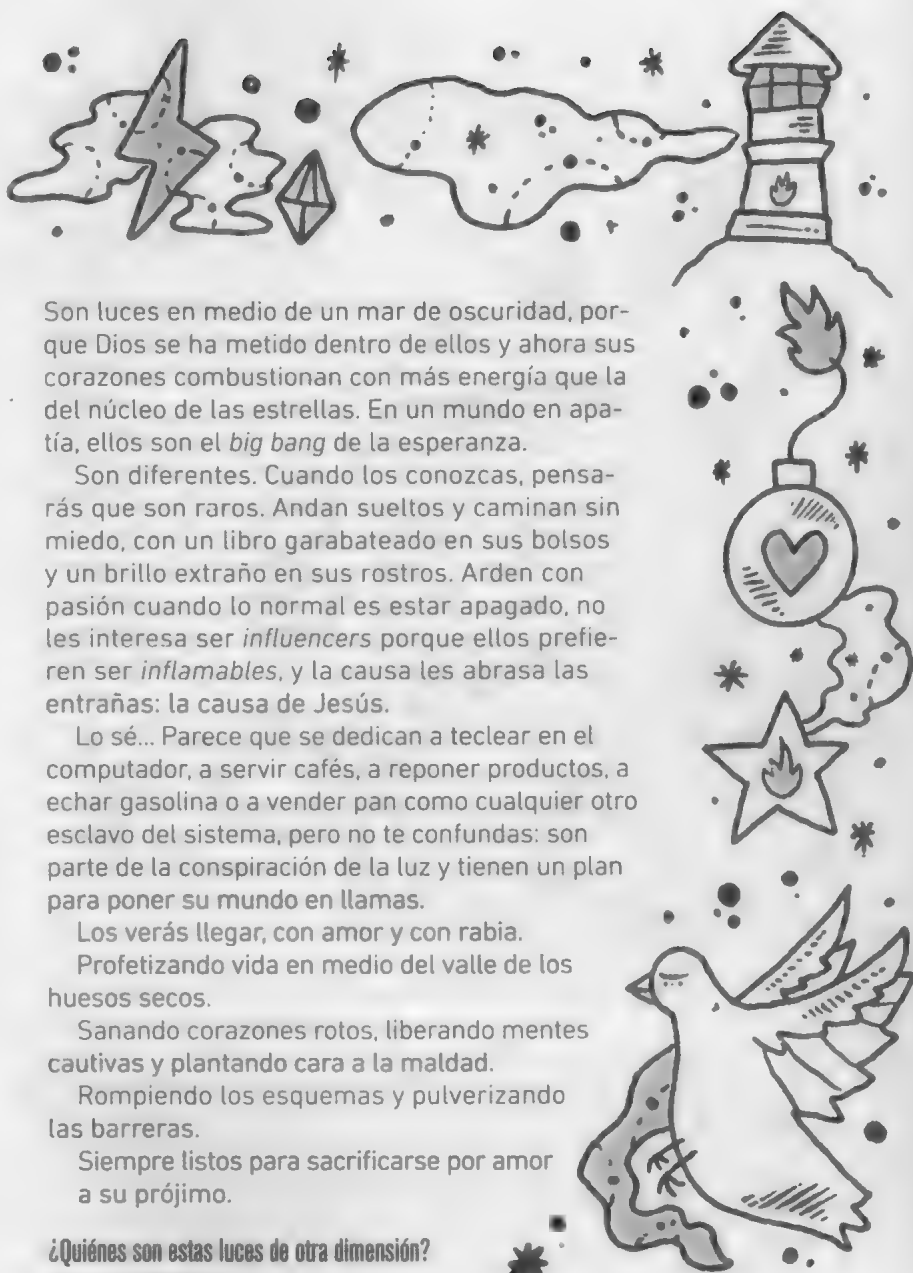 Son luces en medio de un mar de oscuridad, por-
que Dios se ha metido dentro de ellos y ahora sus
corazones combustionan con más energía que la
del núcleo de las estrellas. En un mundo en apa-
tía, ellos son el big bang de la esperanza.
Son diferentes. Cuando los conozcas, pensa-
rás que son raros. Andan sueltos y caminan sin
miedo, con un libro garabateado en sus bolsos
y un brillo extraño en sus rostros. Arden con
pasión cuando lo normal es estar apagado, no
les interesa ser influencers porque ellos prefie-
ren ser inflamables, y la causa les abrasa las
entrañas: la causa de Jesús.
Lo sé... Parece que se dedican a teclear en el
computador, a servir cafés, a reponer productos, a
echar gasolina o a vender pan como cualquier otro
esclavo del sistema, pero no te confundas: son
parte de la conspiración de la luz y tienen un plan
para poner su mundo en llamas.
Los verás llegar, con amor y con rabia.
Profetizando vida en medio del valle de los
huesos secos.
Sanando corazones rotos, liberando mentes
cautivas y plantando cara a la maldad.
Rompiendo los esquemas y pulverizando
las barreras.
Siempre listos para sacrificarse por amor
a su prójimo.
¿Quiénes son estas luces de otra dimensión?